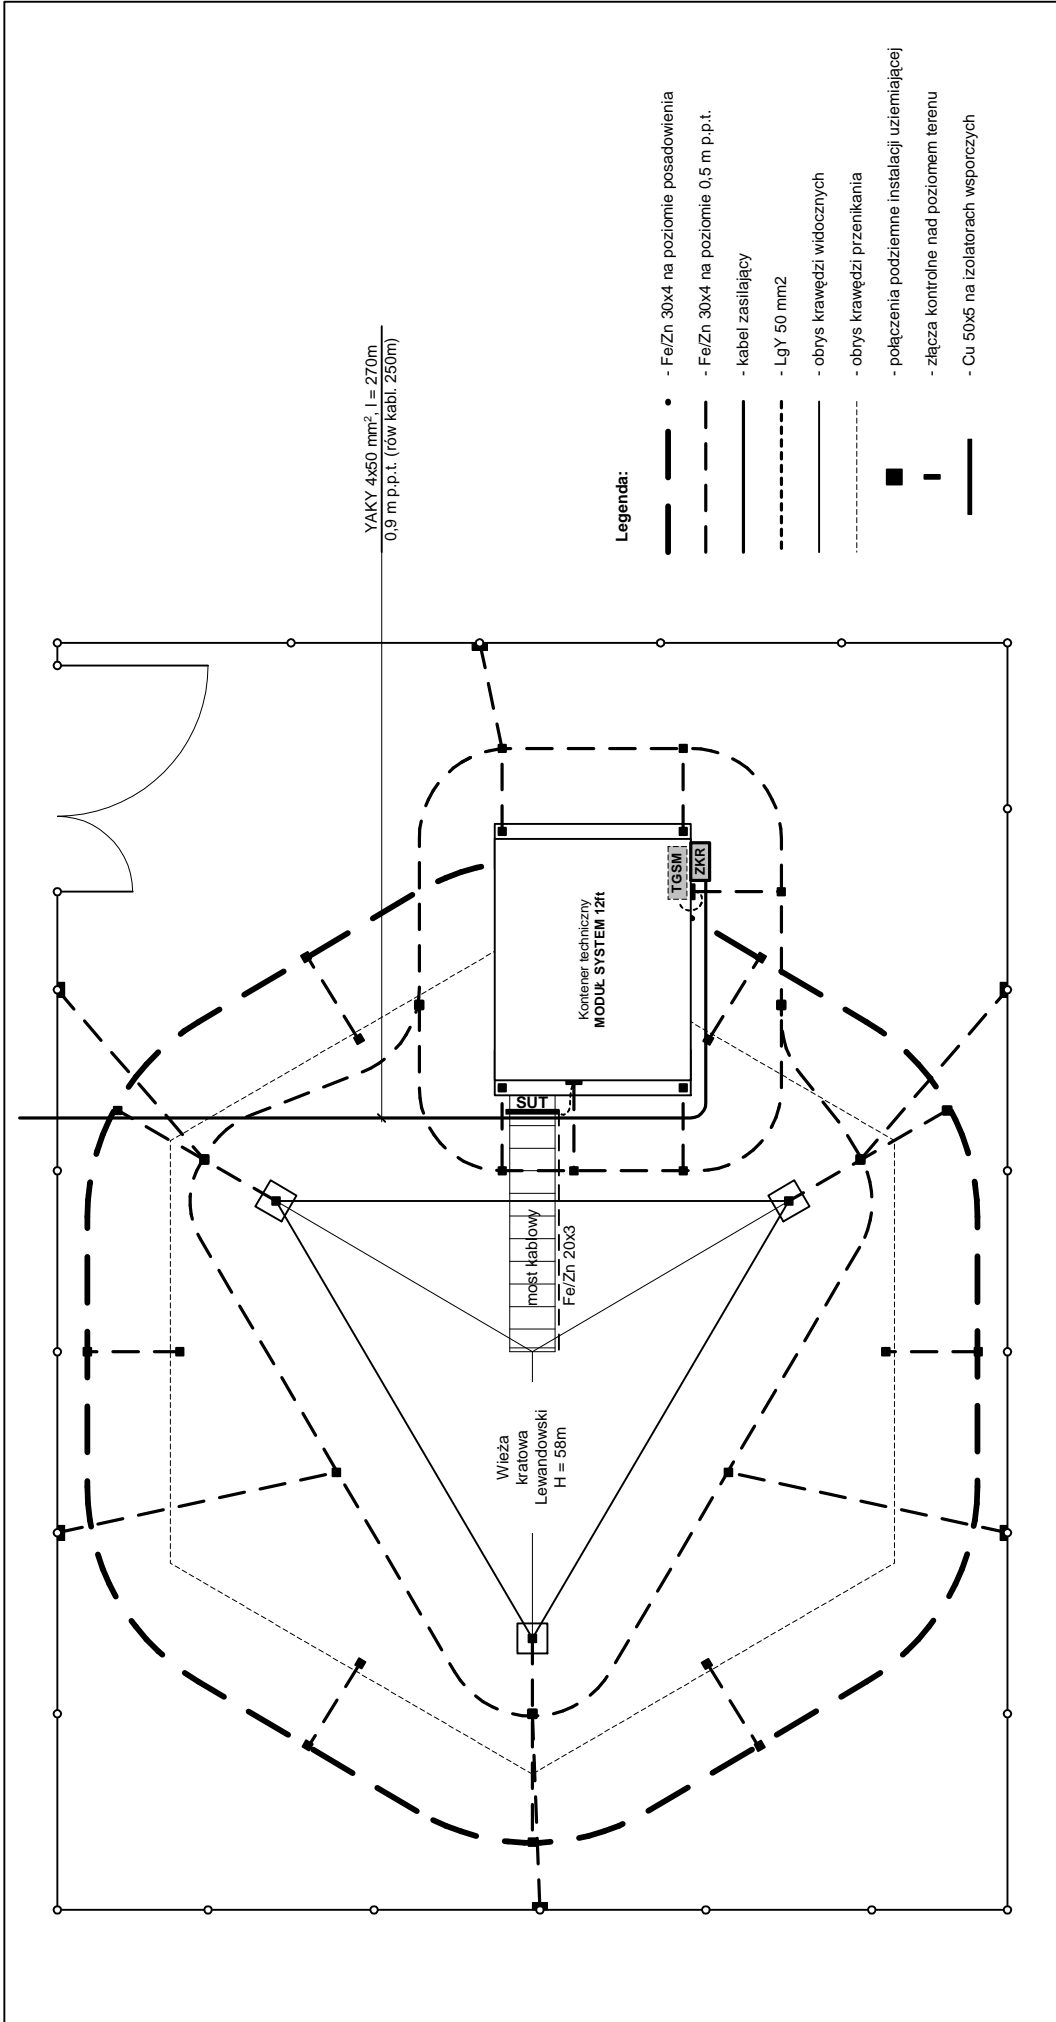 YAKY 4x50 mm², l = 270m
0,9 m p.p.t. (rów kabl. 250m)
Legenda:
- Fe/Zn 30x4 na poziomie posadowienia
- Fe/Zn 30x4 na poziomie 0,5 m p.p.t.
- kabel zasilający
- LgY 50 mm2
- obrys krawędzi widocznych
- obrys krawędzi przenikania
- połączenia podziemne instalacji uziemiającej
- złącza kontrolne nad poziomem terenu
- Cu 50x5 na izolatorach wsporczych
TGSM
ZKR
Kontener techniczny
MODUŁ SYSTEM 12ft
SUT
most kablowy
Fe/Zn 20x3
Wieża
kratowa
Lewandowski
H = 58m